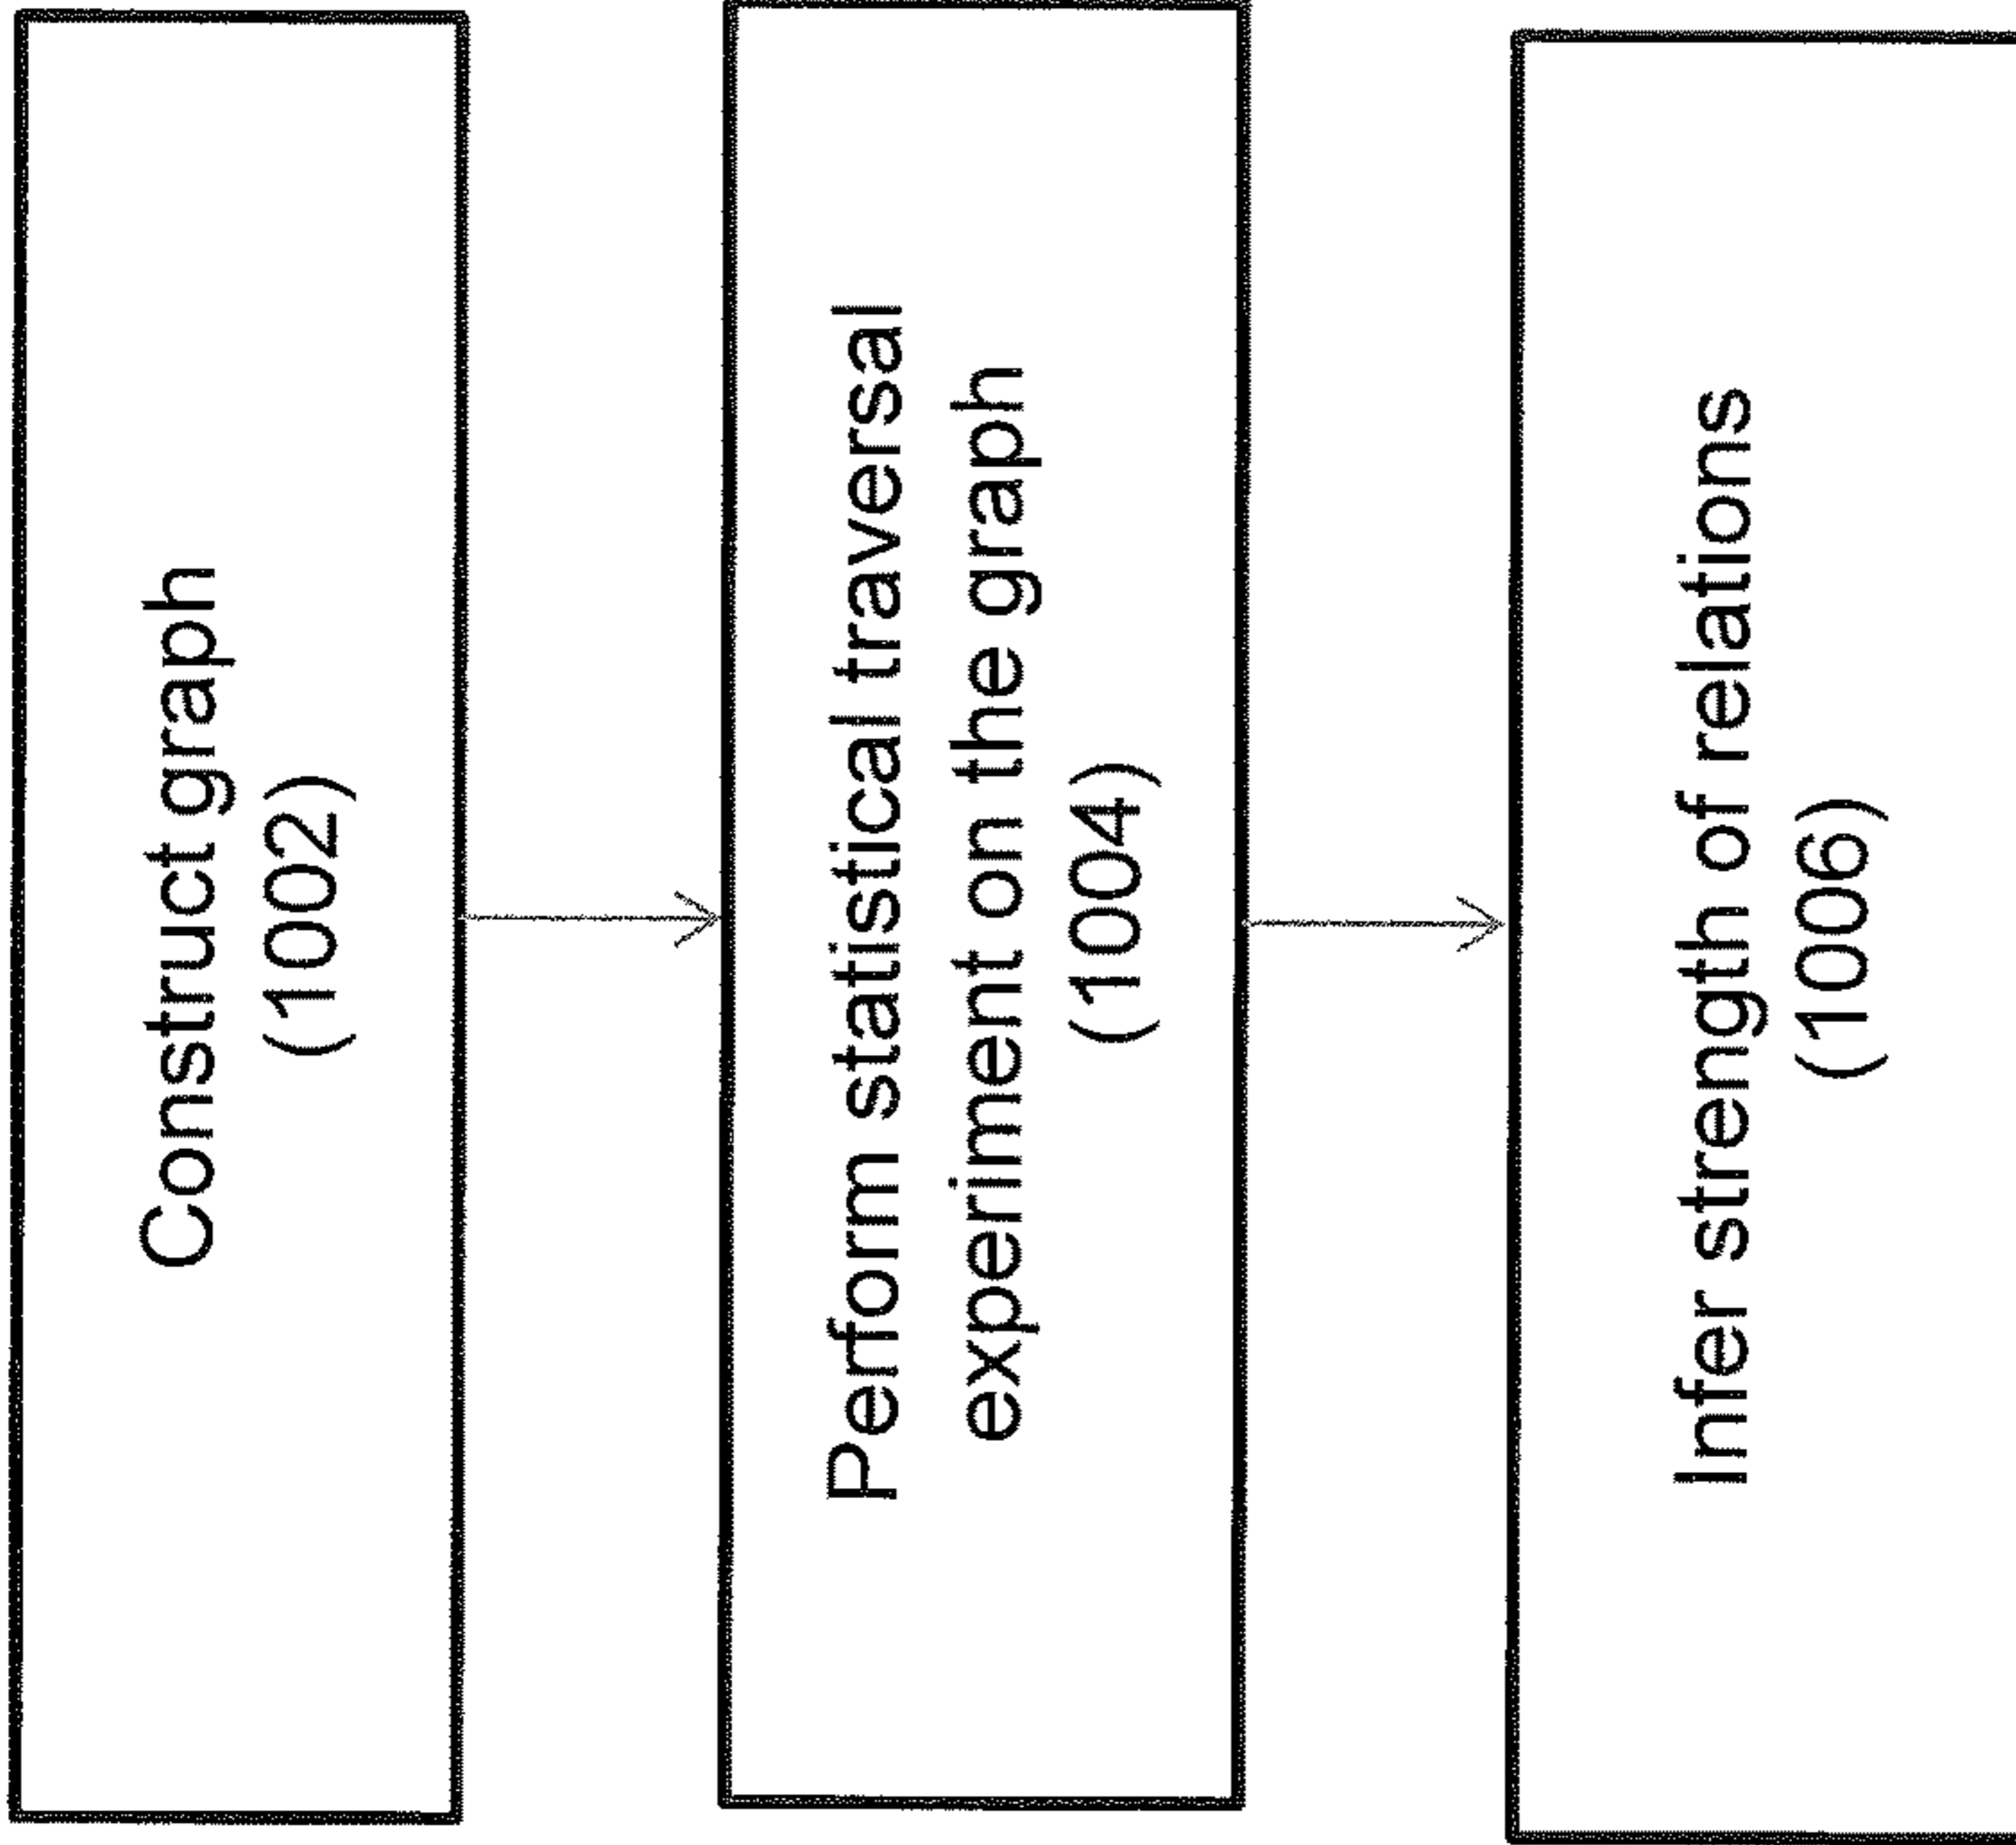 Construct graph
(1002)
Perform statistical traversal
experiment on the graph
(1004)
Infer strength of relations
(1006)